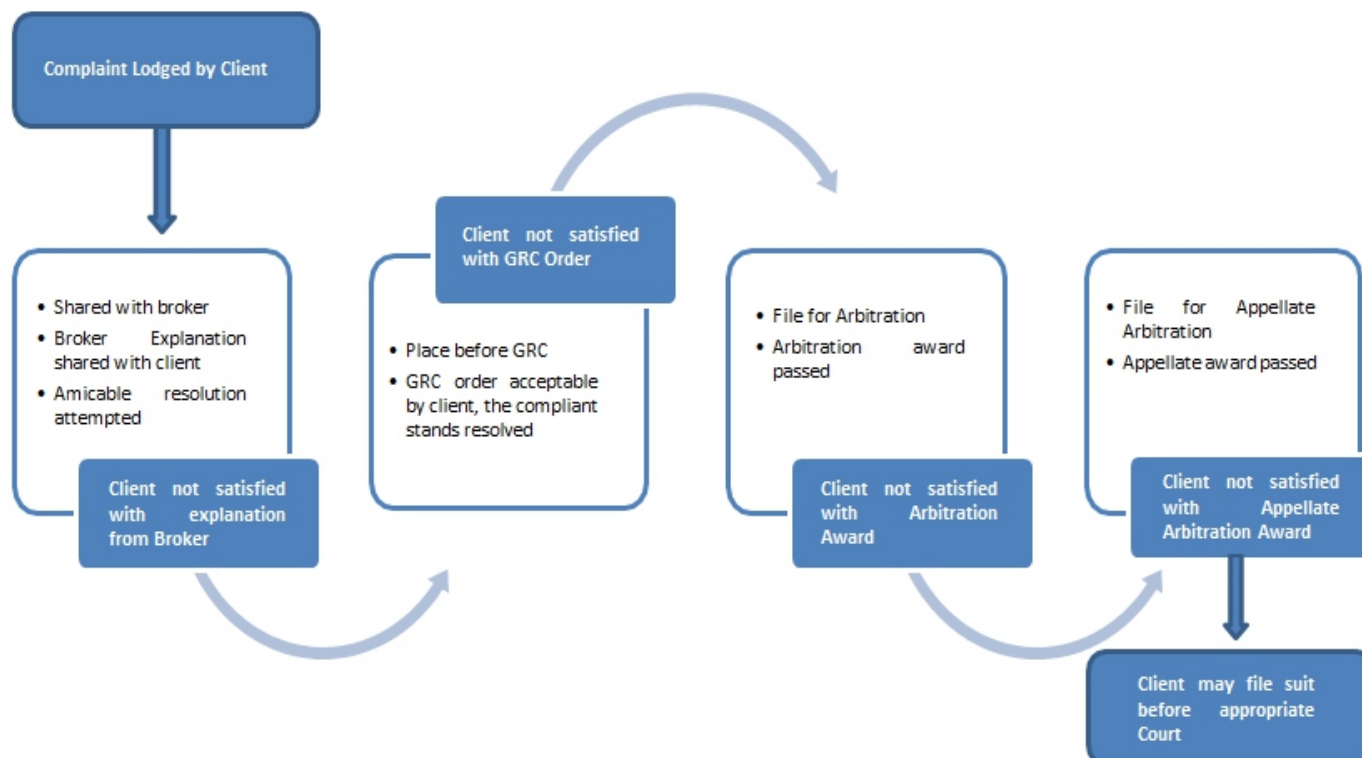 Complaint Lodged by Client
• Shared with broker
• Broker Explanation
shared with client
• Amicable resolution
attempted
Client not satisfied
with explanation
from Broker
Client not satisfied
with GRC Order
• Place before GRC
• GRC order acceptable
by client, the compliant
stands resolved
• File for Arbitration
• Arbitration award
passed
Client not satisfied
with Arbitration
Award
• File for Appellate
Arbitration
• Appellate award passed
Client not satisfied
with Appellate
Arbitration Award
Client may file suit
before appropriate
Court